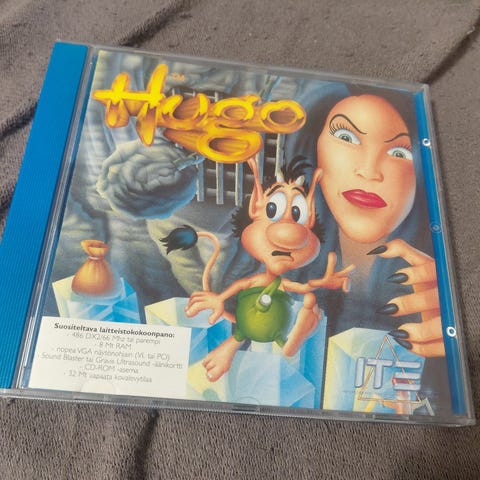 Hugo
TM
Suositeltava laitteistokokoonpano:
· 486 DX2/66 Mhz tai parempi
· 8 Mt RAM
· nopea VGA näytönohjain (VL tai PCI)
· Sound Blaster tai Gravis Ultrasound -äänikortti
· CD-ROM -asema
· 32 Mt vapaata kovalevytilaa
ITE